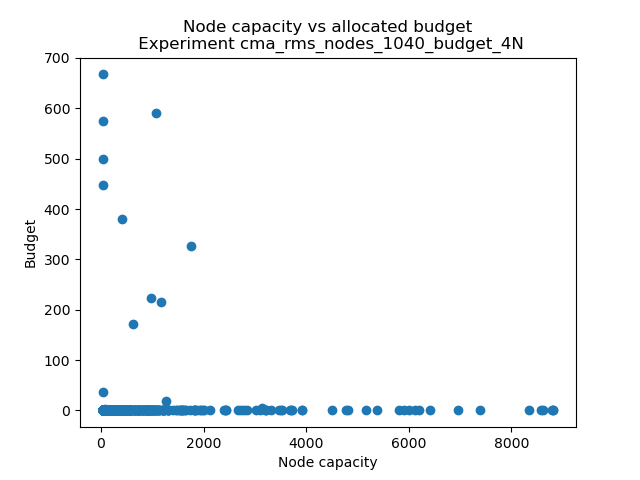 Node capacity vs allocated budget
Experiment cma_rms_nodes_1040_budget_4N
700
600
500
400
300
200
100
0
Budget
0 2000 4000 6000 8000
Node capacity